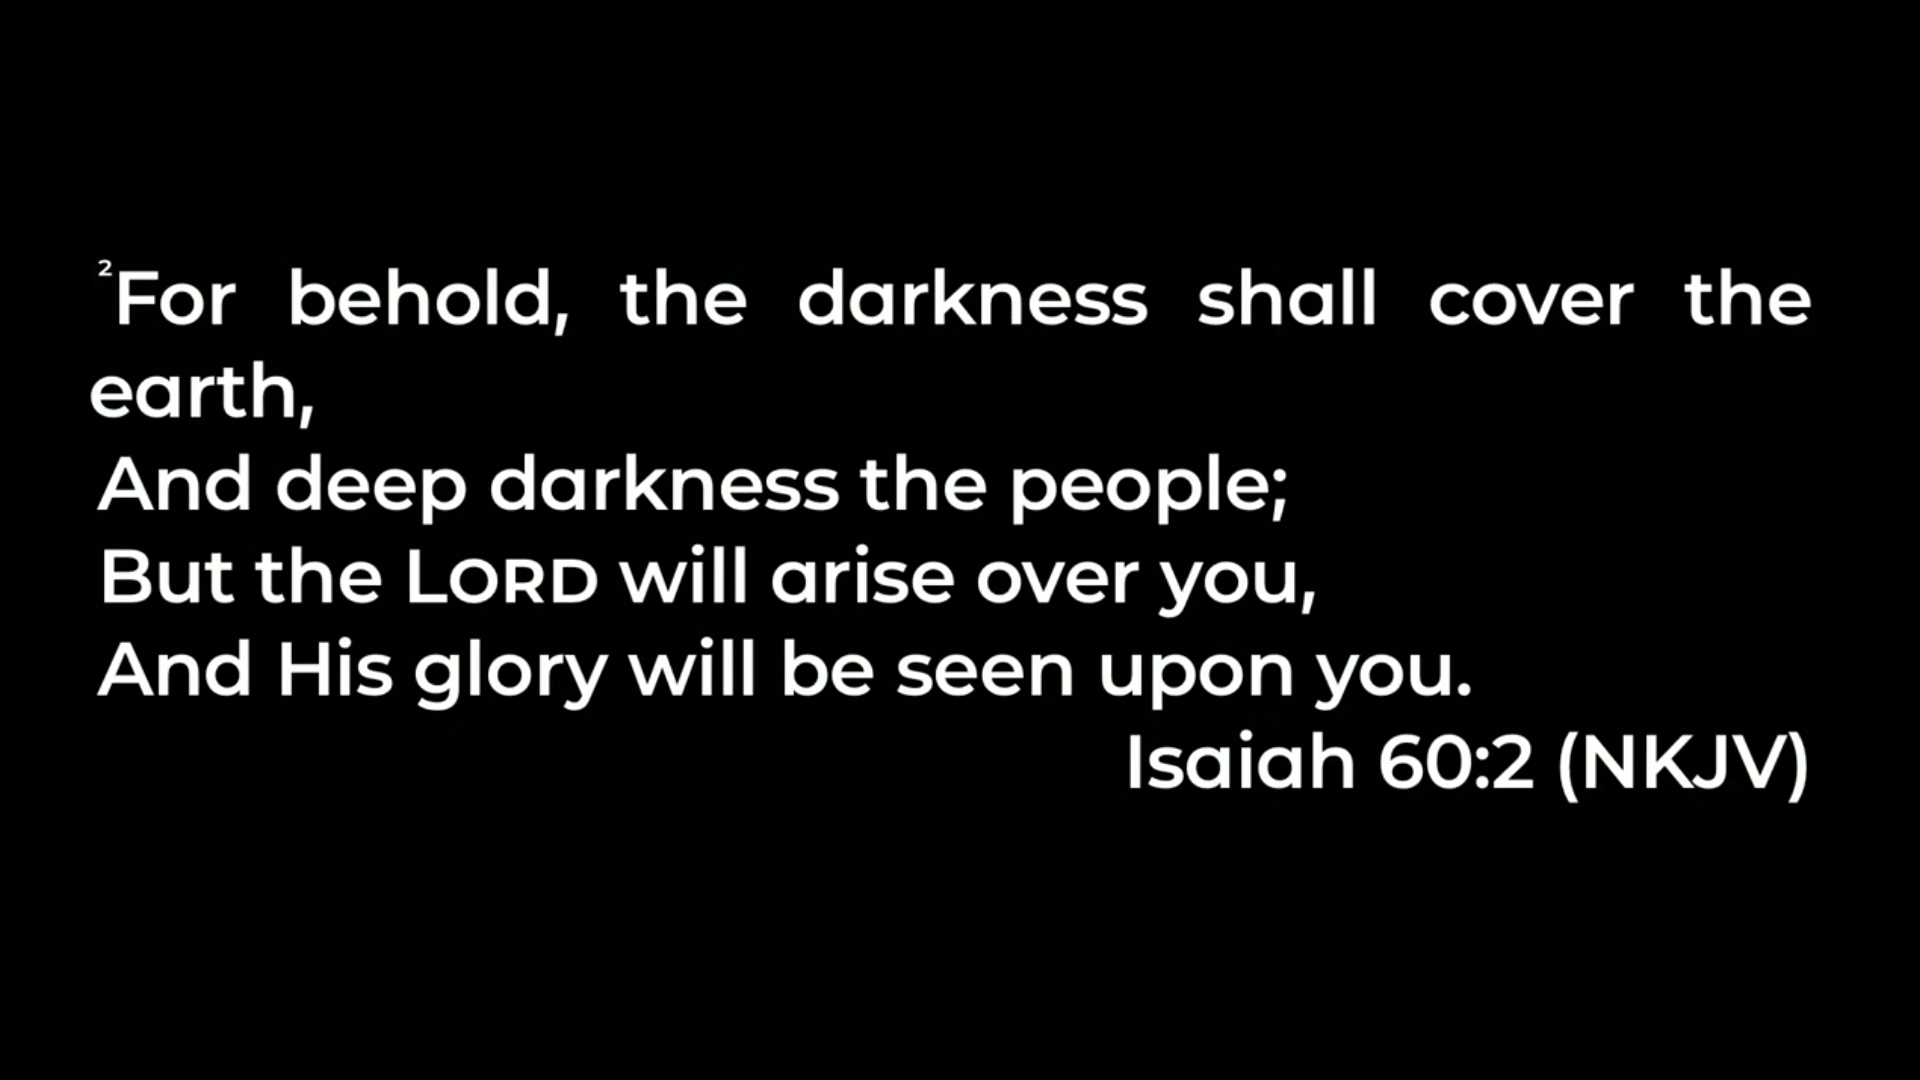 ²For behold, the darkness shall cover the
earth,
And deep darkness the people;
But the LORD will arise over you,
And His glory will be seen upon you.
Isaiah 60:2 (NKJV)